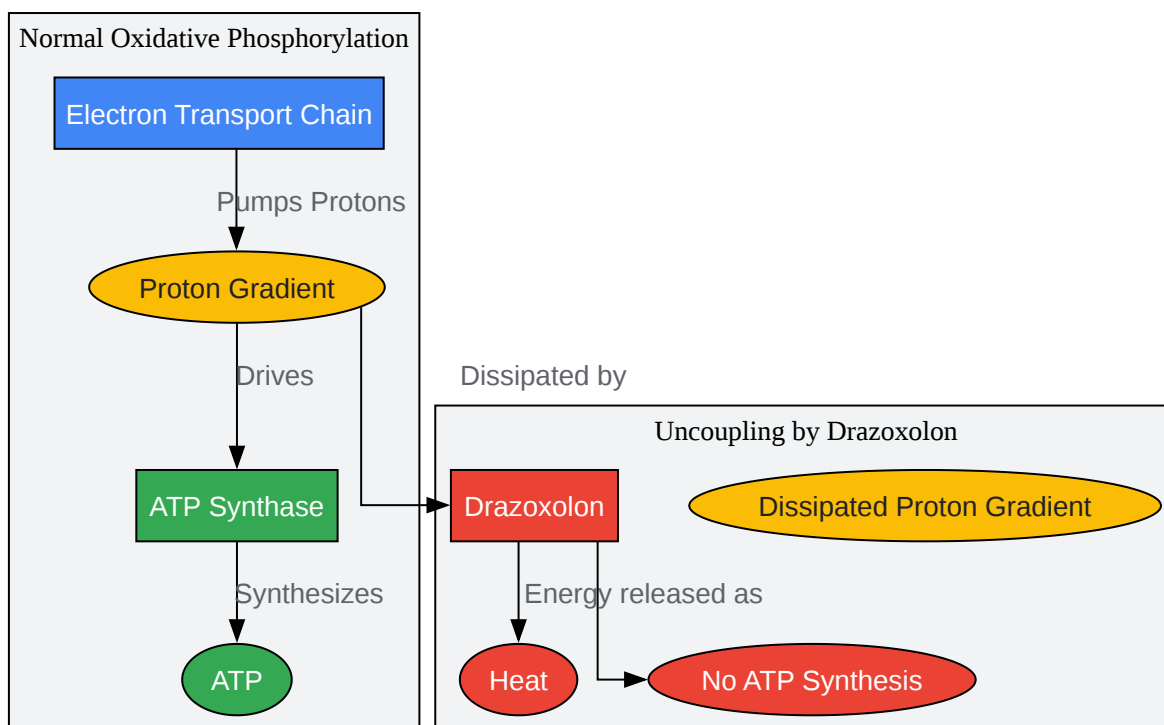 Normal Oxidative Phosphorylation
Electron Transport Chain
Pumps Protons
Proton Gradient
Drives
Dissipated by
Uncoupling by Drazoxolon
ATP Synthase
Drazoxolon
Dissipated Proton Gradient
Synthesizes
Energy released as
ATP
Heat
No ATP Synthesis